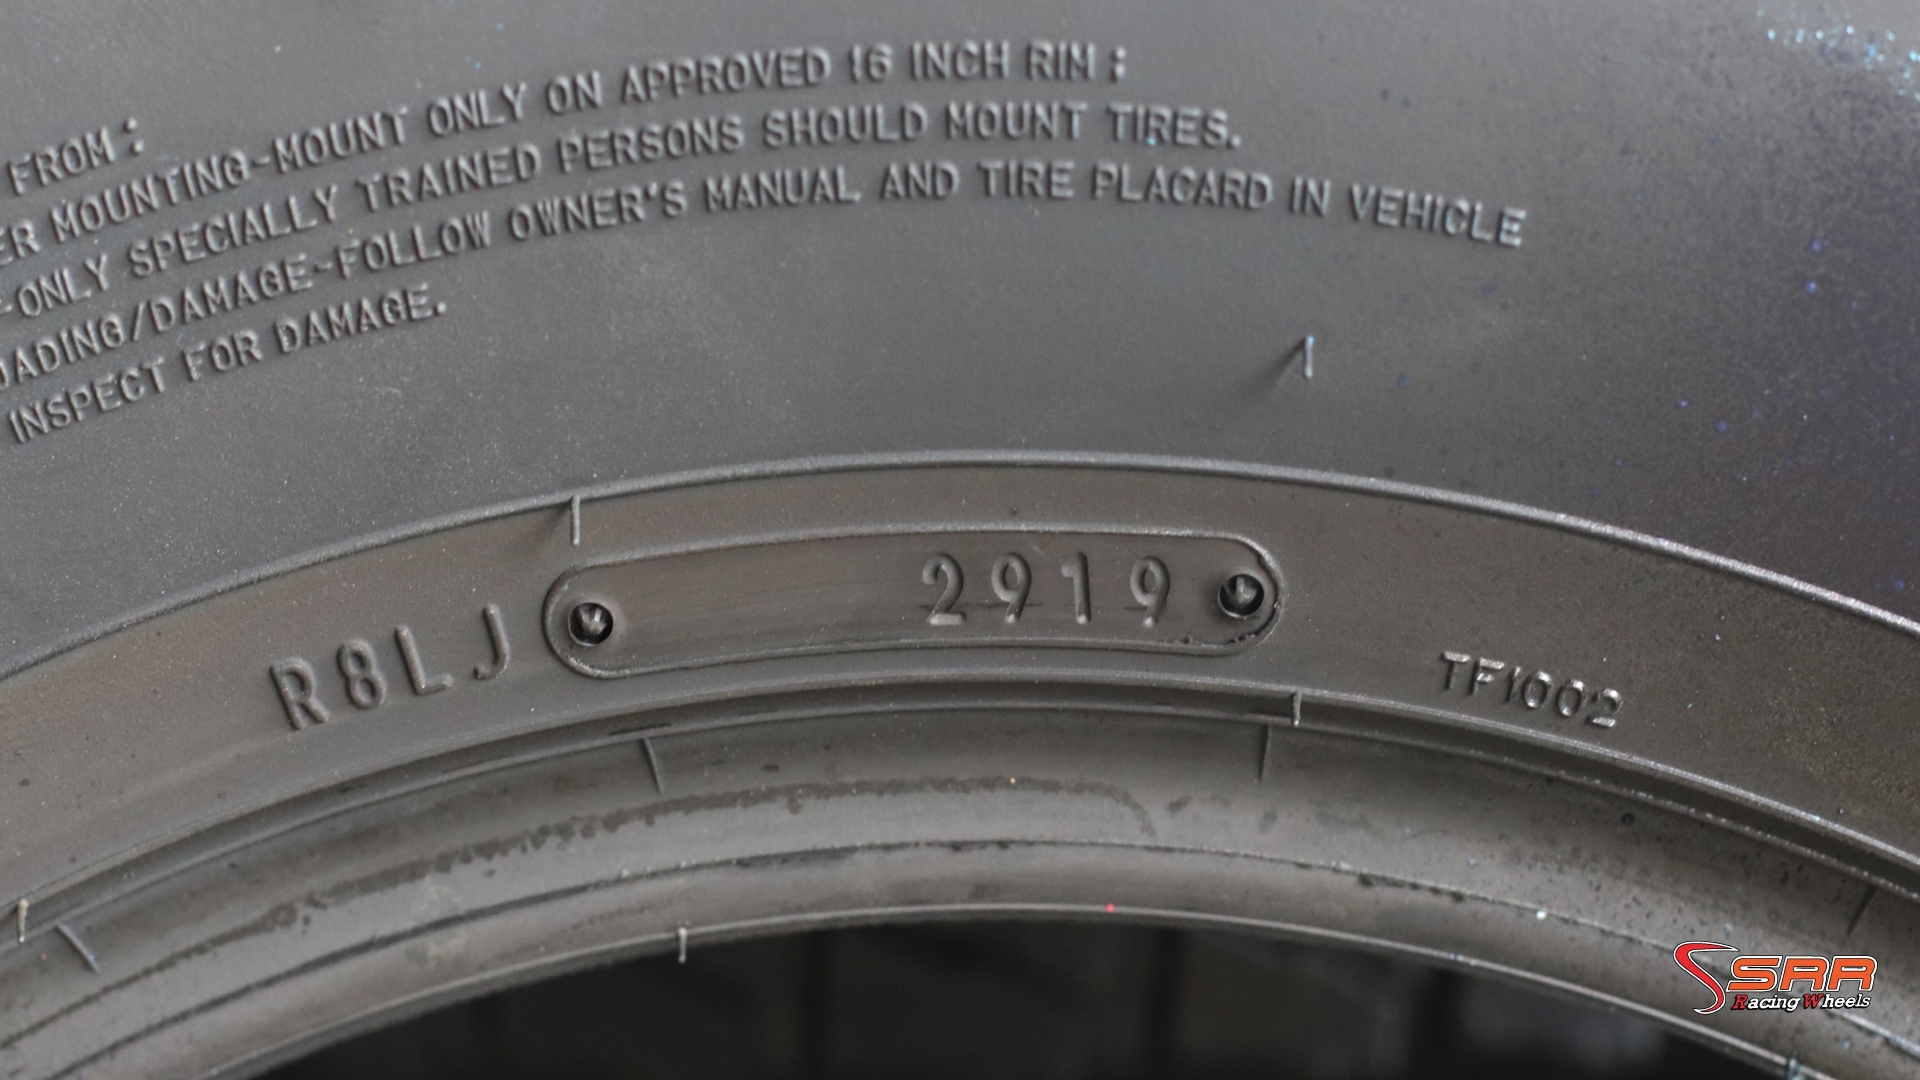 FROM :
ER MOUNTING-MOUNT ONLY ON APPROVED 16 INCH RIM ;
-ONLY SPECIALLY TRAINED PERSONS SHOULD MOUNT TIRES.
OADING/DAMAGE-FOLLOW OWNER'S MANUAL AND TIRE PLACARD IN VEHICLE
INSPECT FOR DAMAGE.
R8LJ 2919
TF1002
SRR
Racing Wheels